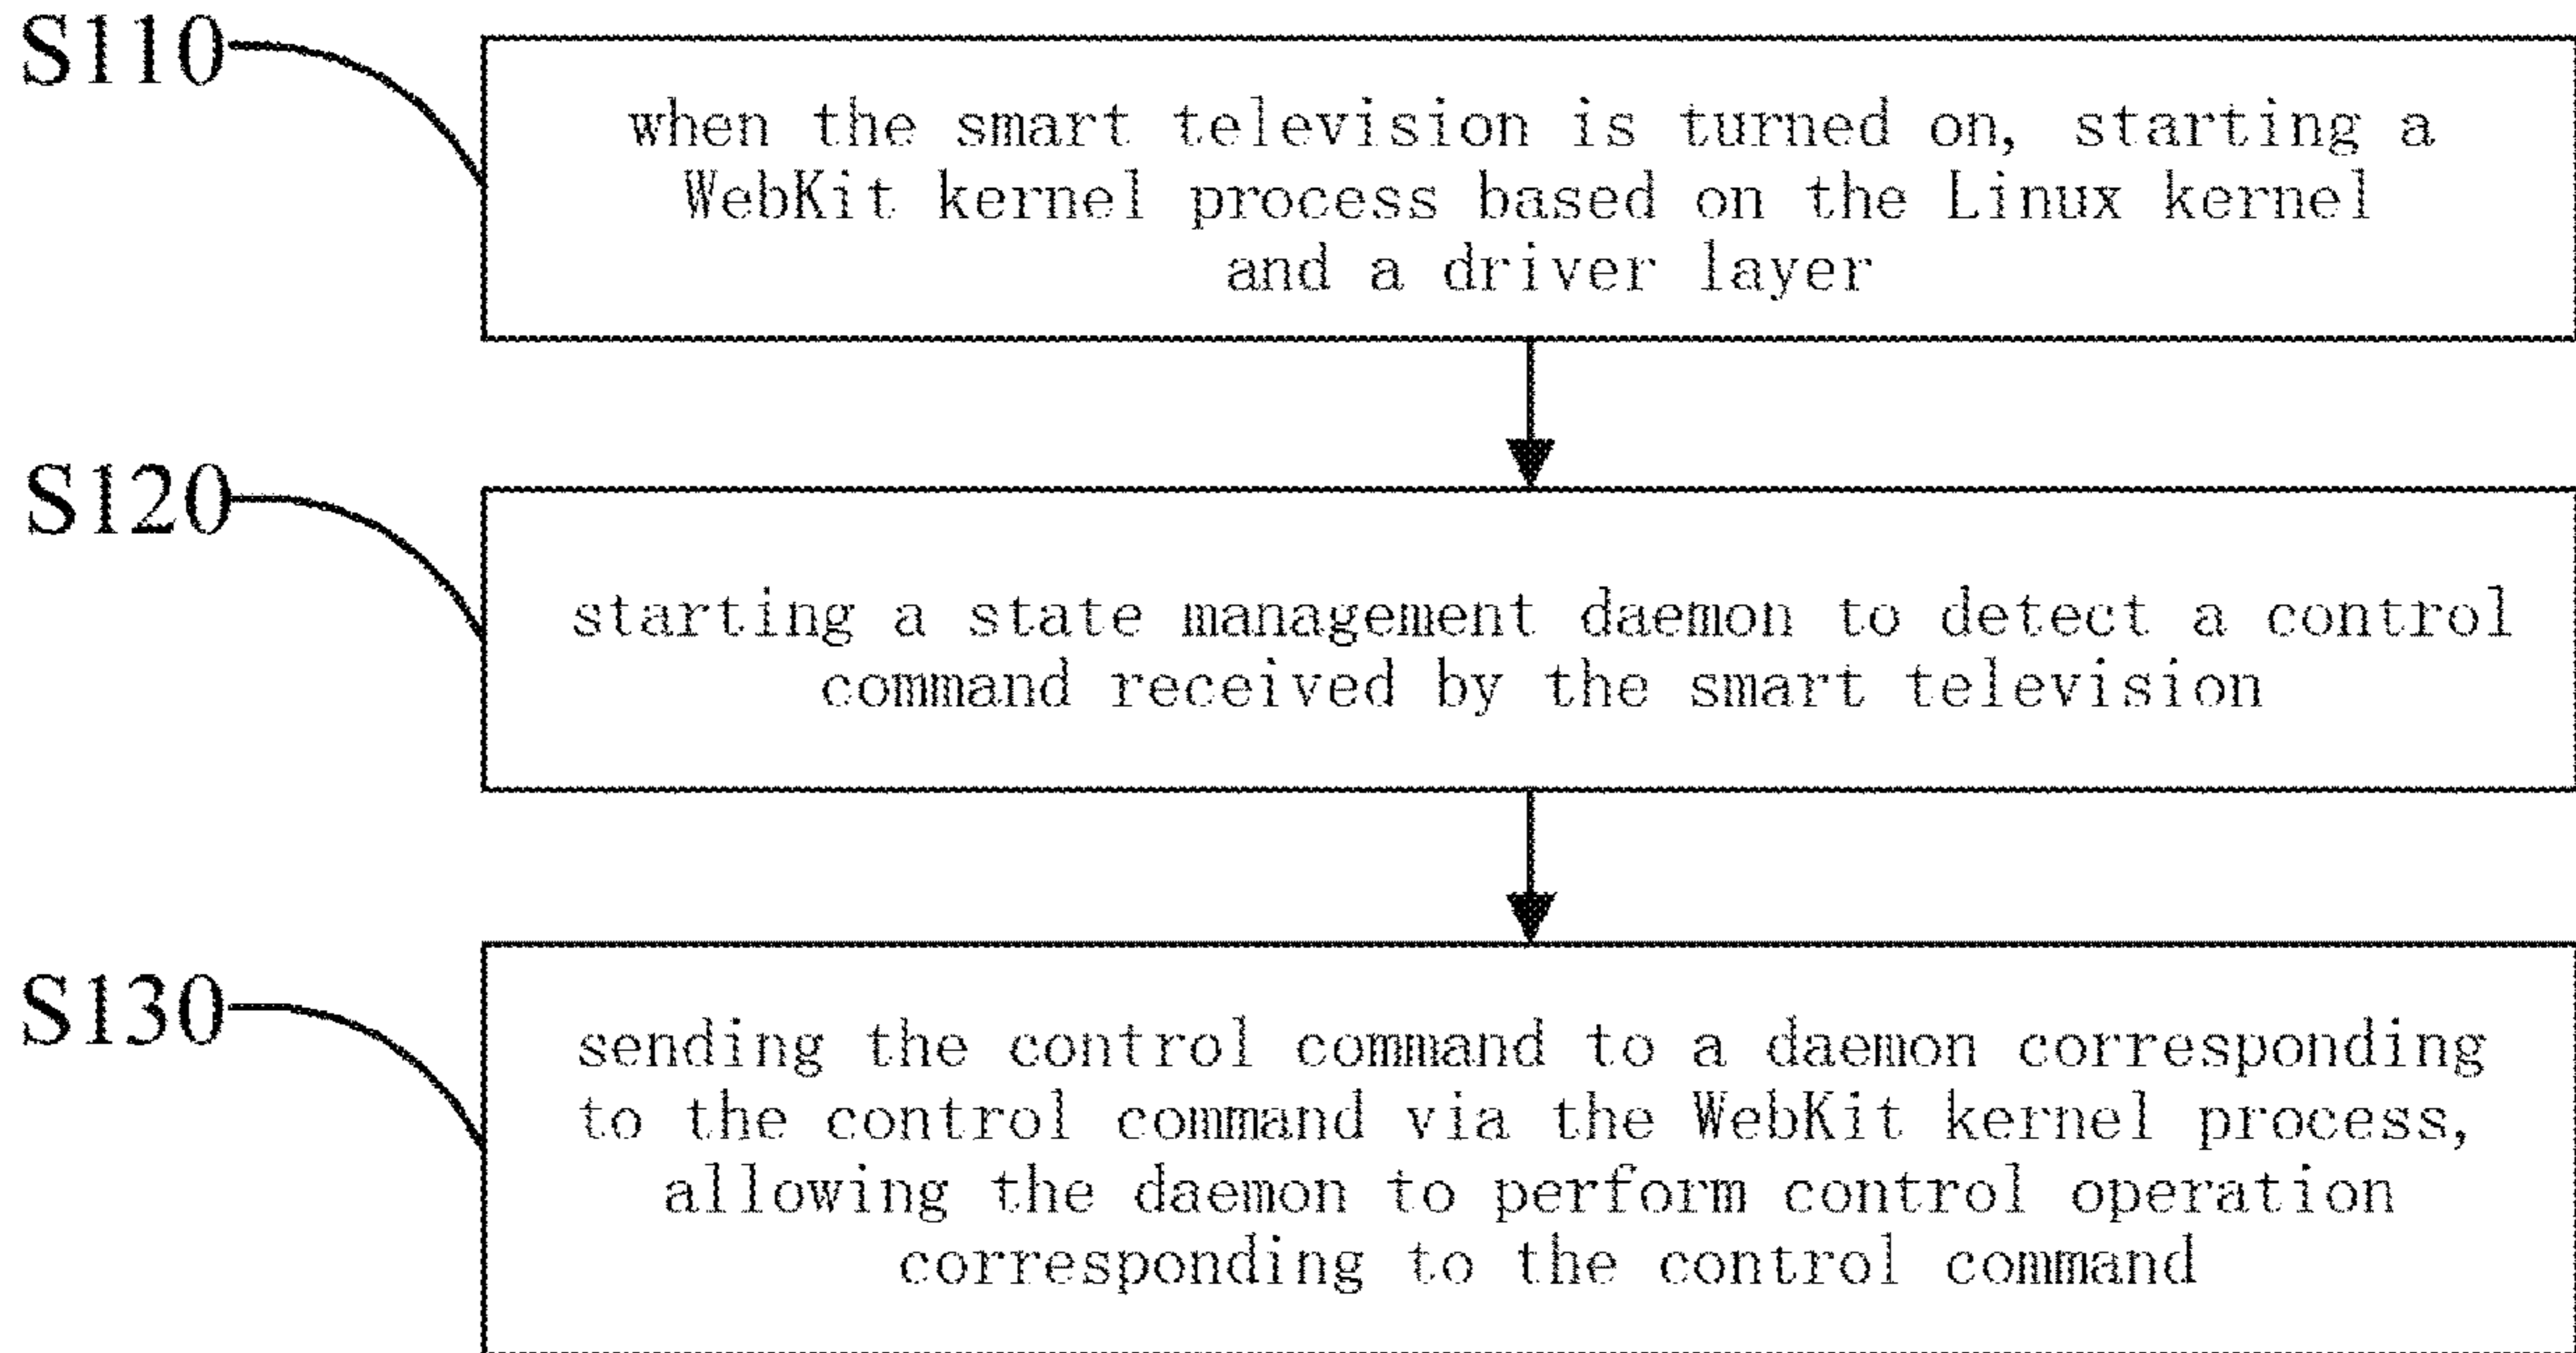 S110
when the smart television is turned on, starting a
WebKit kernel process based on the Linux kernel
and a driver layer
S120
starting a state management daemon to detect a control
command received by the smart television
S130
sending the control command to a daemon corresponding
to the control command via the WebKit kernel process,
allowing the daemon to perform control operation
corresponding to the control command